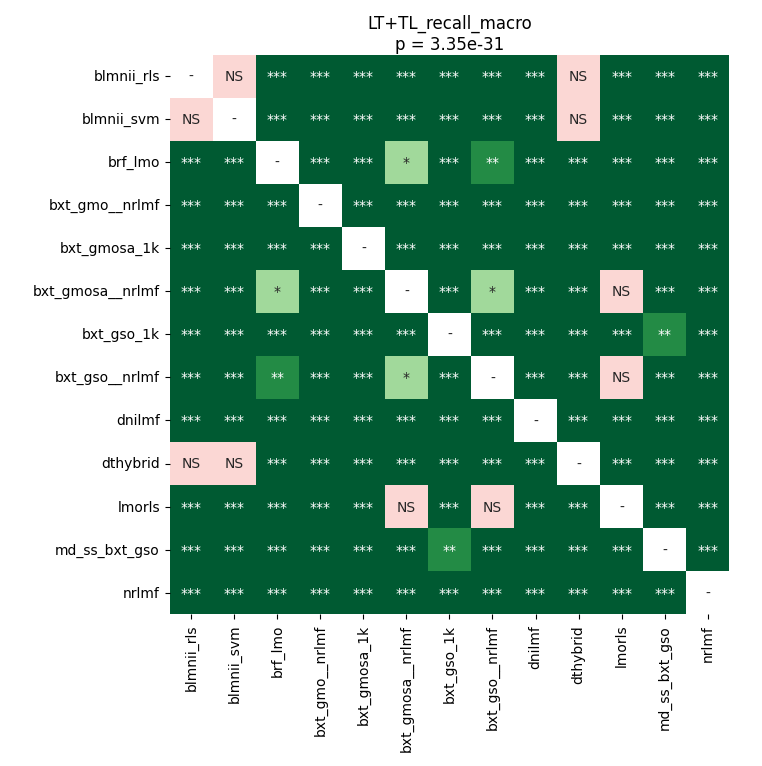 LT+TL_recall_macro
p = 3.35e-31
blmnii_rls - NS *** *** *** *** *** *** *** NS *** *** ***
blmnii_svm NS - *** *** *** *** *** *** *** NS *** *** ***
brf_lmo *** *** - *** *** * *** ** *** *** *** *** ***
bxt_gmo__nrlmf *** *** *** - *** *** *** *** *** *** *** *** ***
bxt_gmosa_1k *** *** *** *** - *** *** *** *** *** *** *** ***
bxt_gmosa__nrlmf *** *** * *** *** - *** * *** *** NS *** ***
bxt_gso_1k *** *** *** *** *** *** - *** *** *** *** ** ***
bxt_gso__nrlmf *** *** ** *** *** * *** - *** *** NS *** ***
dnilmf *** *** *** *** *** *** *** *** - *** *** *** ***
dthybrid NS NS *** *** *** *** *** *** *** - *** *** ***
lmorls *** *** *** *** *** NS *** NS *** *** - *** ***
md_ss_bxt_gso *** *** *** *** *** *** ** *** *** *** *** - ***
nrlmf *** *** *** *** *** *** *** *** *** *** *** *** -
blmnii_rls
blmnii_svm
brf_lmo
bxt_gmo__nrlmf
bxt_gmosa_1k
bxt_gmosa__nrlmf
bxt_gso_1k
bxt_gso__nrlmf
dnilmf
dthybrid
lmorls
md_ss_bxt_gso
nrlmf